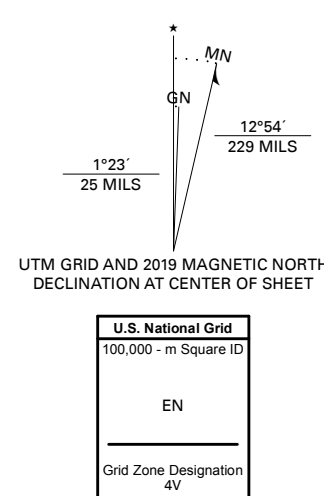 ★
MN
GN
12°54´
229 MILS
1°23´
25 MILS
UTM GRID AND 2019 MAGNETIC NORTH
DECLINATION AT CENTER OF SHEET
U.S. National Grid
100,000 - m Square ID
EN
Grid Zone Designation
4V